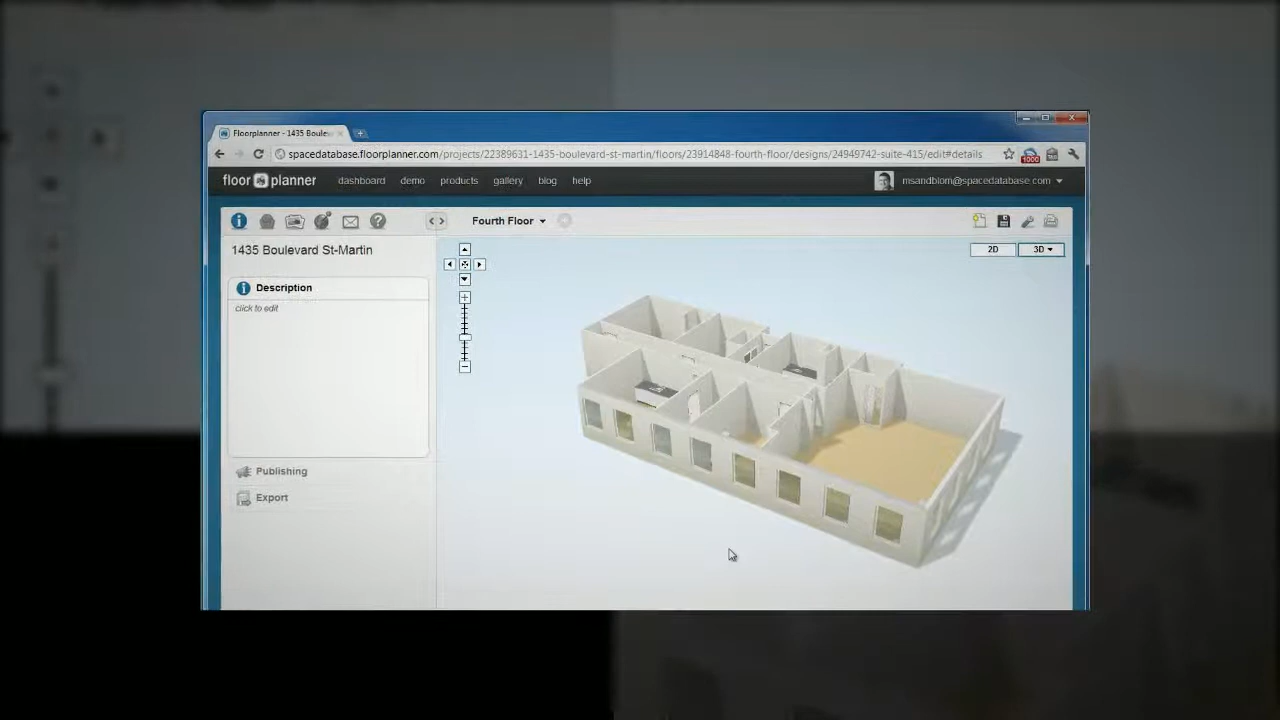 Floorplanner - 1435 Boulev
spacedatabase.floorplanner.com/projects/22389631-1435-boulevard-st-martin/floors/23914848-fourth-floor/designs/24949742-suite-415/edit#details
1000
floor planner dashboard demo products gallery blog help msandblom@spacedatabase.com
Fourth Floor
1435 Boulevard St-Martin
2D 3D
Description
click to edit
Publishing
Export